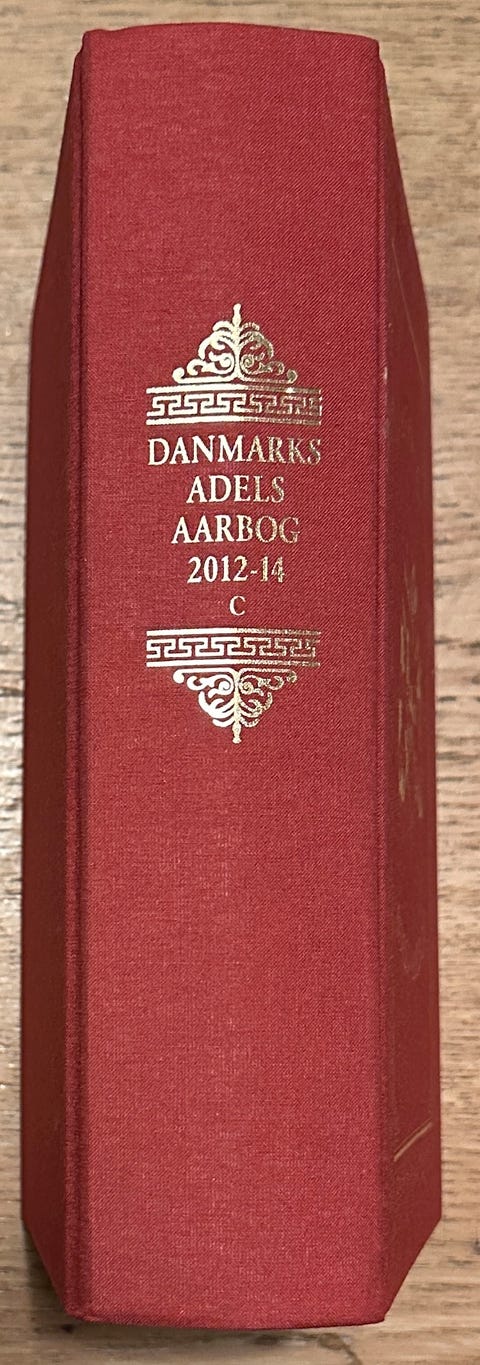 DANMARKS
ADELS
AARBOG
2012-14
C